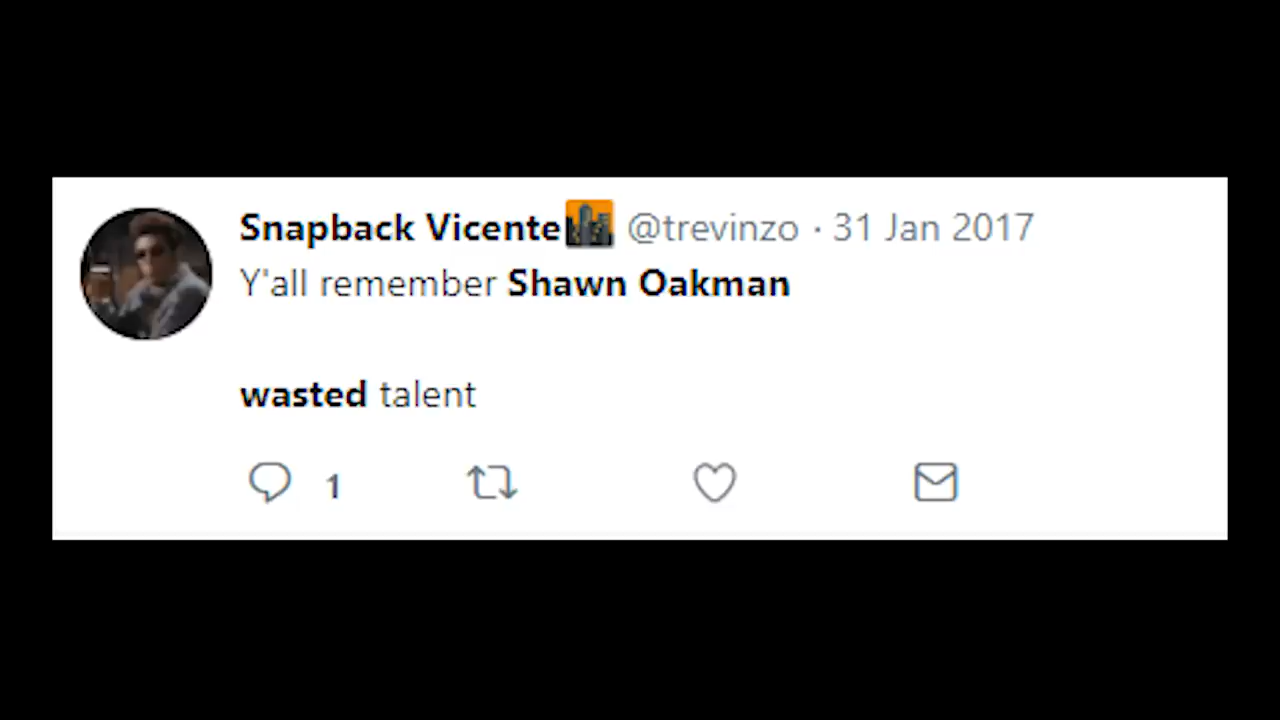 Snapback Vicente🌆 @trevinzo · 31 Jan 2017
Y'all remember Shawn Oakman
wasted talent
1